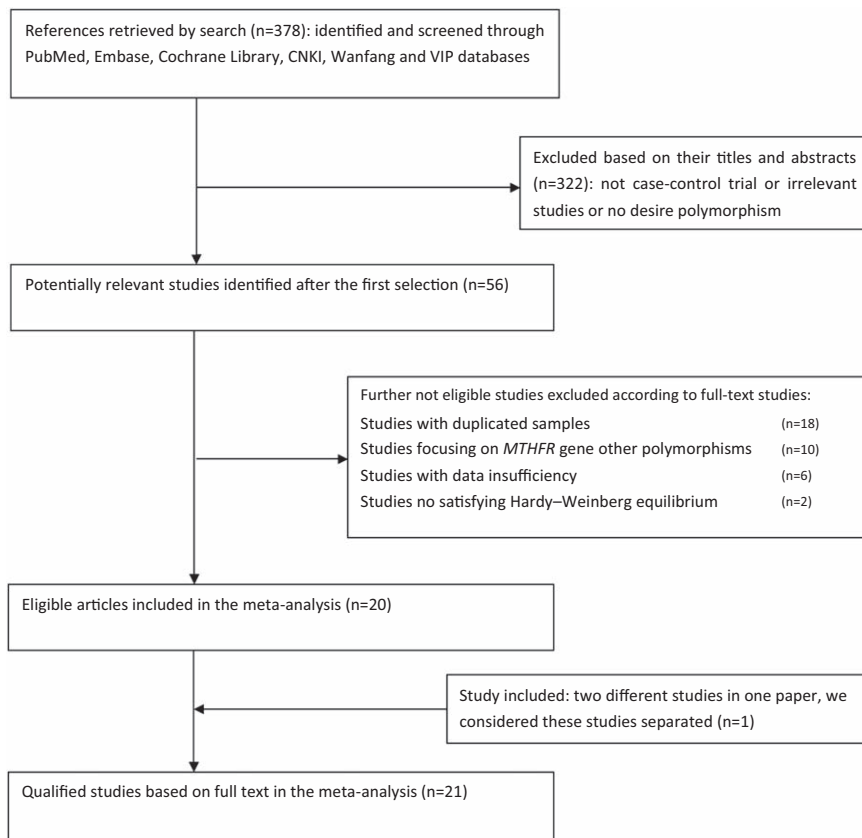 References retrieved by search (n=378): identified and screened through
PubMed, Embase, Cochrane Library, CNKI, Wanfang and VIP databases
Excluded based on their titles and abstracts
(n=322): not case-control trial or irrelevant
studies or no desire polymorphism
Potentially relevant studies identified after the first selection (n=56)
Further not eligible studies excluded according to full-text studies:
Studies with duplicated samples (n=18)
Studies focusing on MTHFR gene other polymorphisms (n=10)
Studies with data insufficiency (n=6)
Studies no satisfying Hardy–Weinberg equilibrium (n=2)
Eligible articles included in the meta-analysis (n=20)
Study included: two different studies in one paper, we
considered these studies separated (n=1)
Qualified studies based on full text in the meta-analysis (n=21)